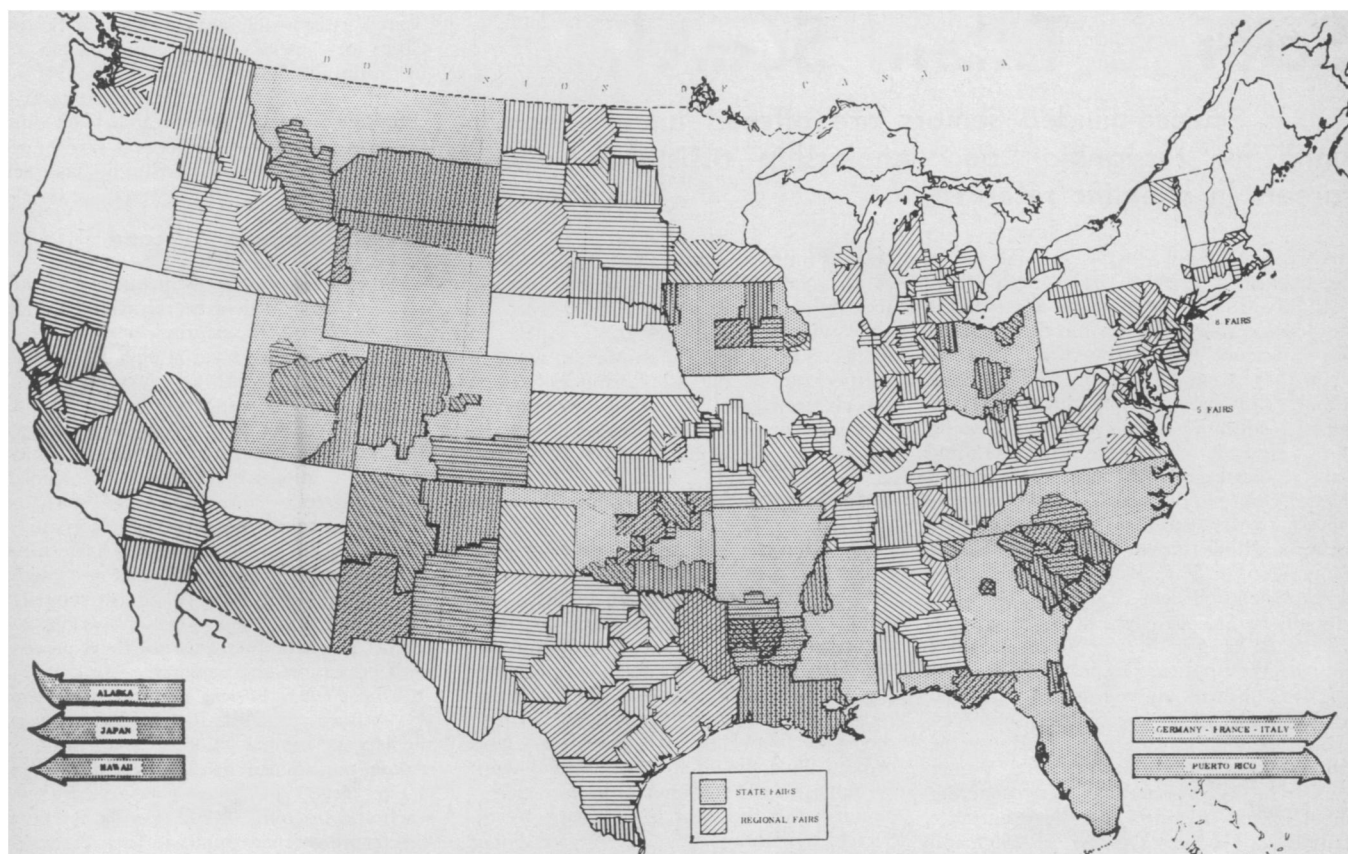 DOMINION OF CANADA
6 FAIRS
5 FAIRS
ALASKA
JAPAN
HAWAII
GERMANY - FRANCE - ITALY
PUERTO RICO
STATE FAIRS
REGIONAL FAIRS